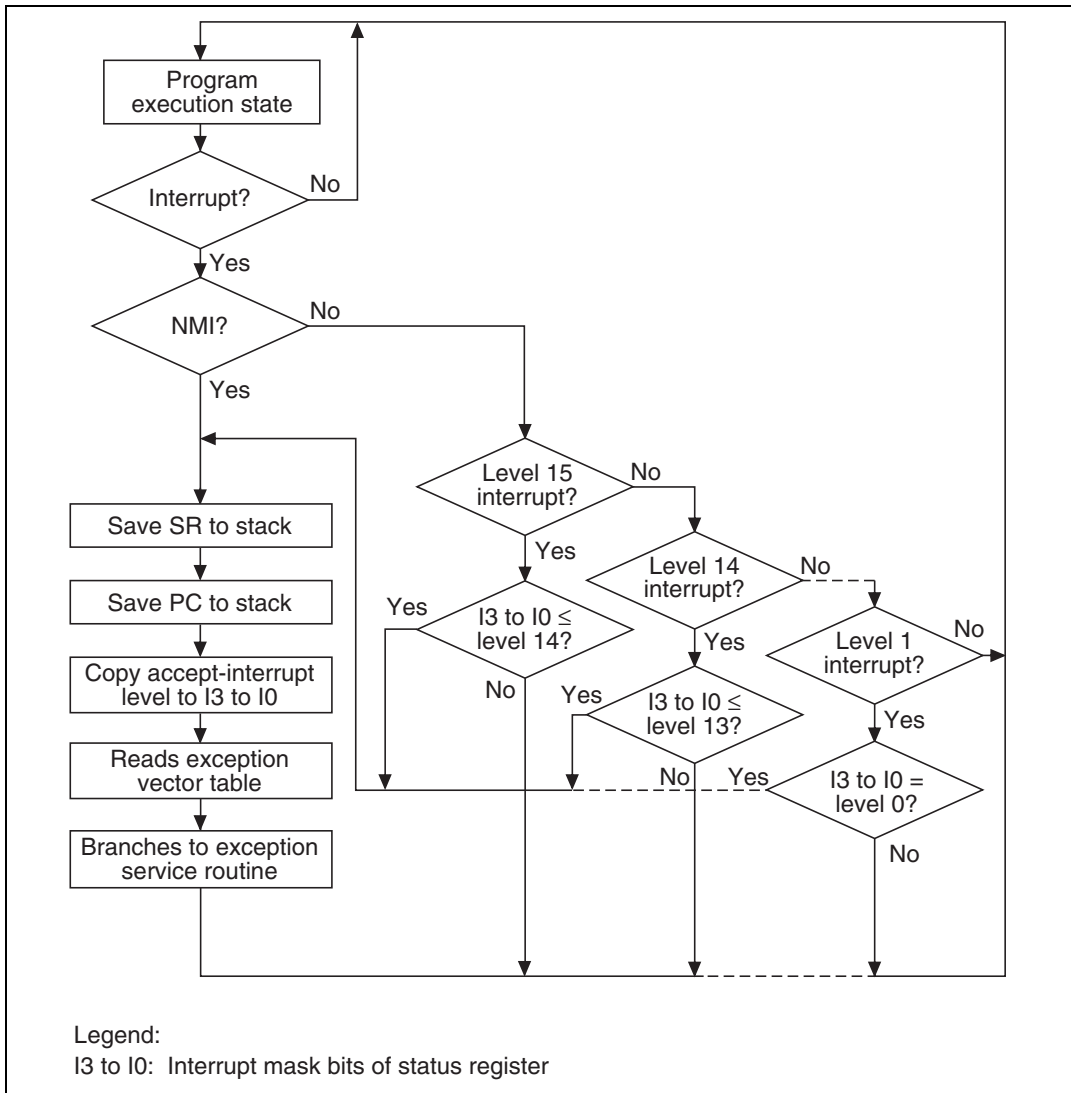 Program
execution state
Interrupt?
No
Yes
NMI?
No
Yes
Level 15
interrupt?
No
Yes
Level 14
interrupt?
No
Yes
Level 1
interrupt?
No
Yes
I3 to I0 ≤
level 14?
Yes
No
I3 to I0 ≤
level 13?
Yes
No
I3 to I0 =
level 0?
Yes
No
Save SR to stack
Save PC to stack
Copy accept-interrupt
level to I3 to I0
Reads exception
vector table
Branches to exception
service routine
Legend:
I3 to I0: Interrupt mask bits of status register